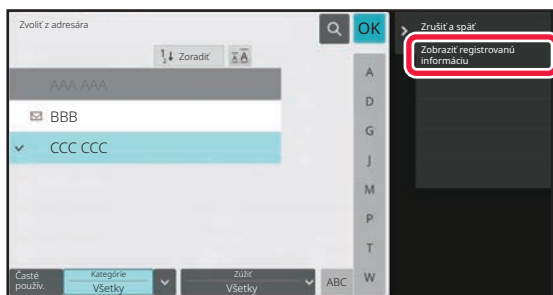 Zvoliť z adresára
OK
Zrušiť a späť
Zobraziť registrovanú
informáciu
Zoradiť
AAA AAA
BBB
CCC CCC
A
D
G
J
M
P
T
W
Časté
použív.
Kategórie
Všetky
Zúžiť
Všetky
ABC